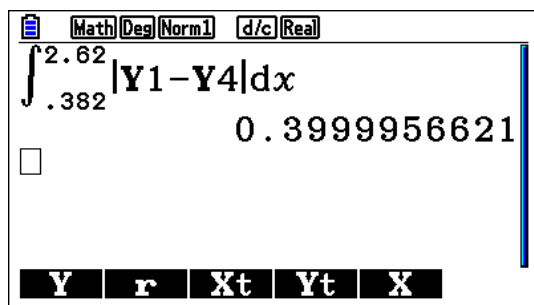 Math Deg Norm1 d/c Real
∫.382^2.62 |Y1-Y4|dx
0.3999956621
Y r Xt Yt X